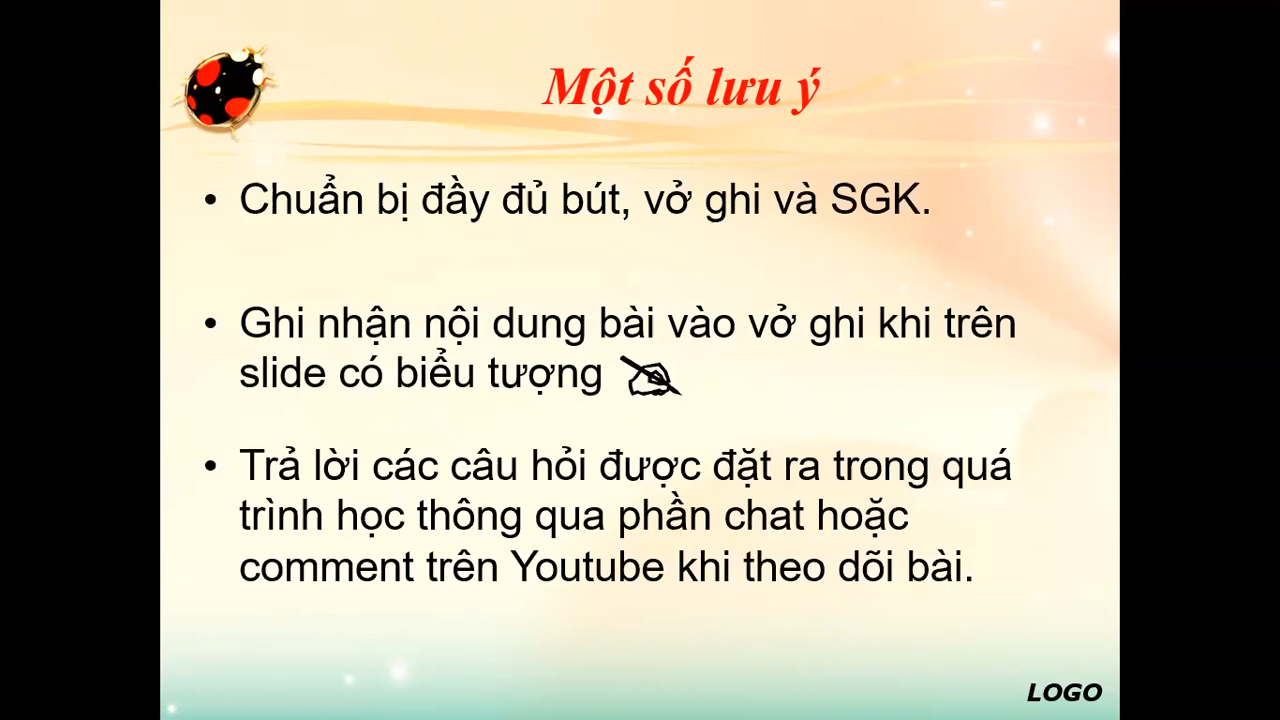 Một số lưu ý
• Chuẩn bị đầy đủ bút, vở ghi và SGK.
• Ghi nhận nội dung bài vào vở ghi khi trên
slide có biểu tượng ✍
• Trả lời các câu hỏi được đặt ra trong quá
trình học thông qua phần chat hoặc
comment trên Youtube khi theo dõi bài.
LOGO